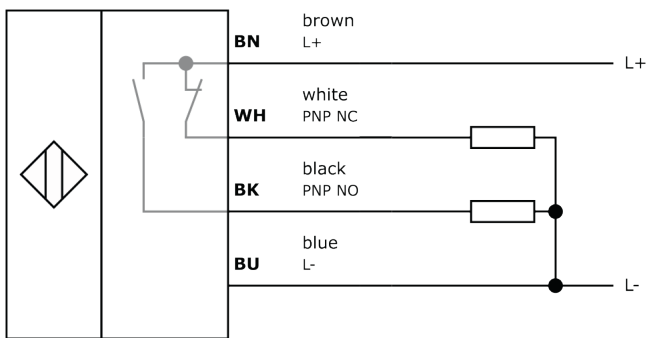 brown
BN L+
L+
white
WH PNP NC
black
BK PNP NO
blue
BU L-
L-